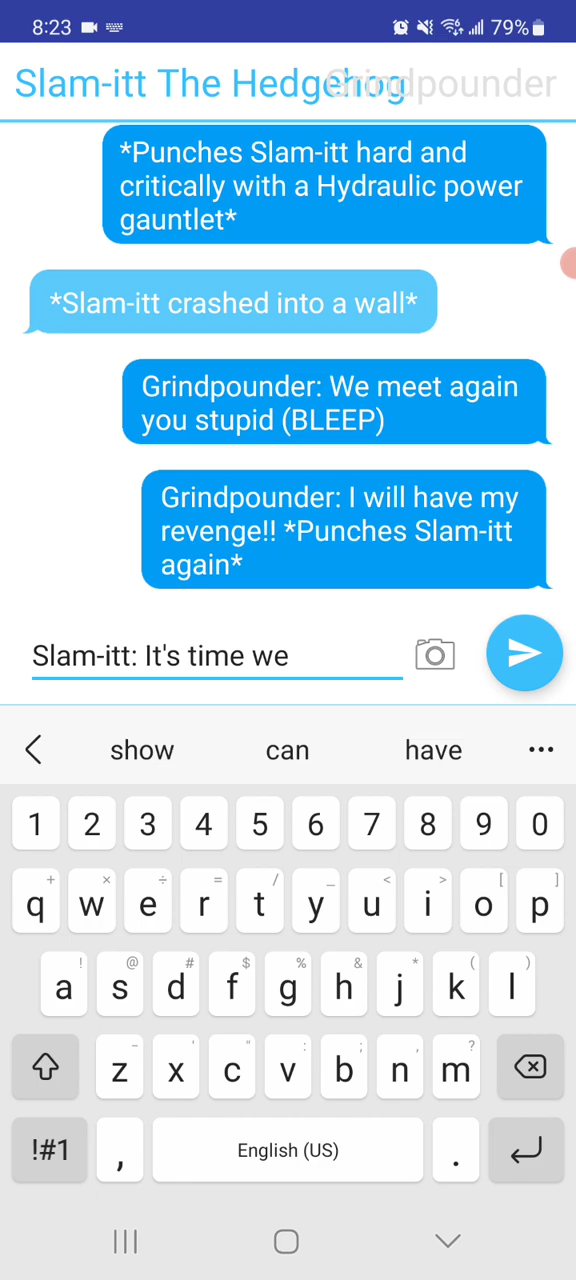 8:23 79%
Slam-itt The Hedgehog Grindpounder
*Punches Slam-itt hard and
critically with a Hydraulic power
gauntlet*
*Slam-itt crashed into a wall*
Grindpounder: We meet again
you stupid (BLEEP)
Grindpounder: I will have my
revenge!! *Punches Slam-itt
again*
Slam-itt: It's time we
show can have •••
1 2 3 4 5 6 7 8 9 0
+ × ÷ = / _ < > [ ]
q w e r t y u i o p
! @ # $ % & * ( )
a s d f g h j k l
- ' " : ; , ?
z x c v b n m
!#1 , English (US) .